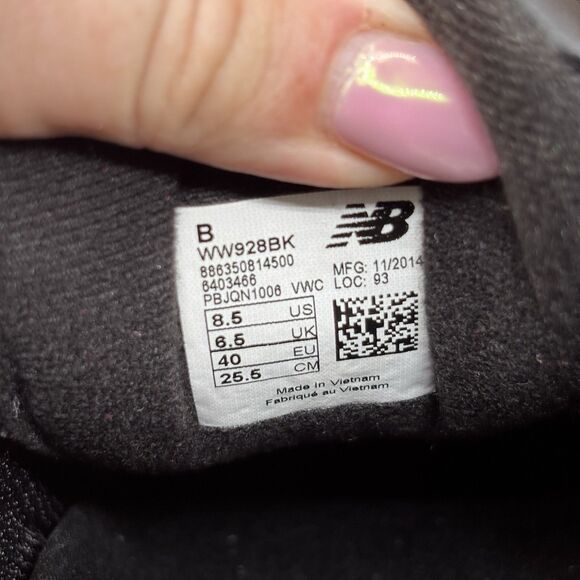 B
WW928BK
NB
886350814500
6403466
PBJQN1006 VWC
MFG: 11/2014
LOC: 93
8.5 US
6.5 UK
40 EU
25.5 CM
Made in Vietnam
Fabriqué au Vietnam